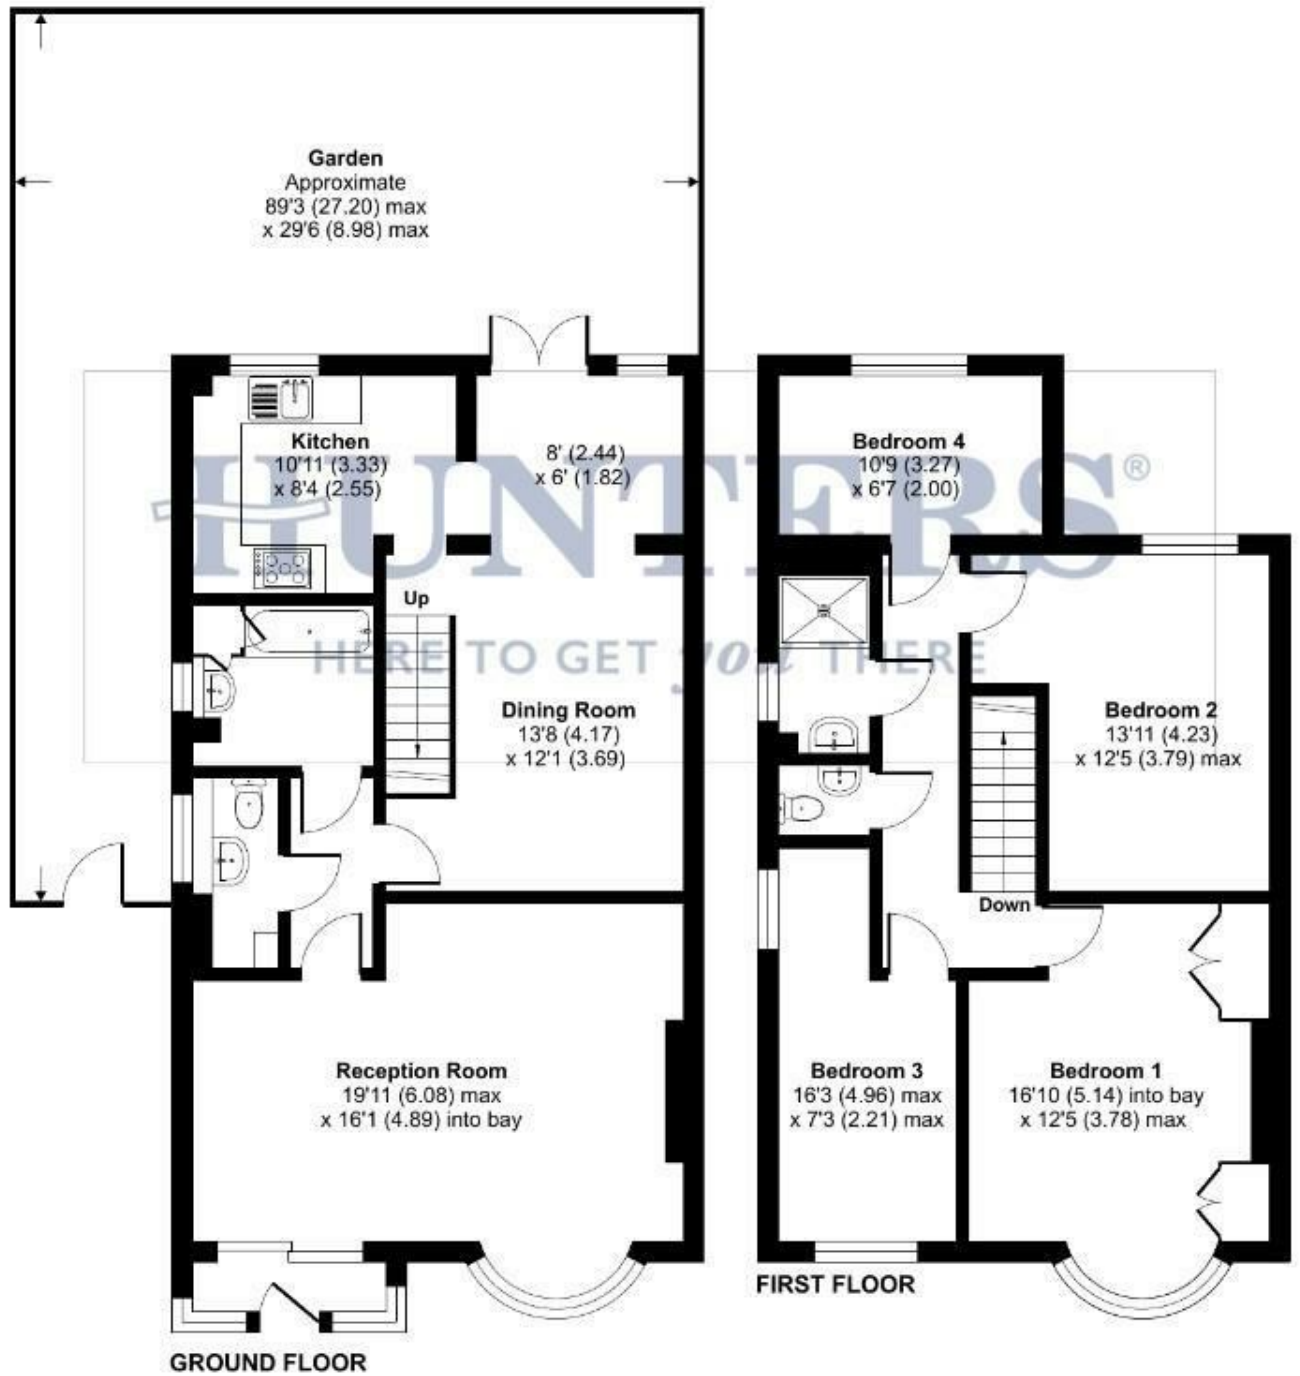 Garden
Approximate
89'3 (27.20) max
x 29'6 (8.98) max
Kitchen
10'11 (3.33)
x 8'4 (2.55)
8' (2.44)
x 6' (1.82)
Up
Dining Room
13'8 (4.17)
x 12'1 (3.69)
Reception Room
19'11 (6.08) max
x 16'1 (4.89) into bay
GROUND FLOOR
Bedroom 4
10'9 (3.27)
x 6'7 (2.00)
Bedroom 2
13'11 (4.23)
x 12'5 (3.79) max
Down
Bedroom 3
16'3 (4.96) max
x 7'3 (2.21) max
Bedroom 1
16'10 (5.14) into bay
x 12'5 (3.78) max
FIRST FLOOR
HUNTERS®
HERE TO GET you THERE